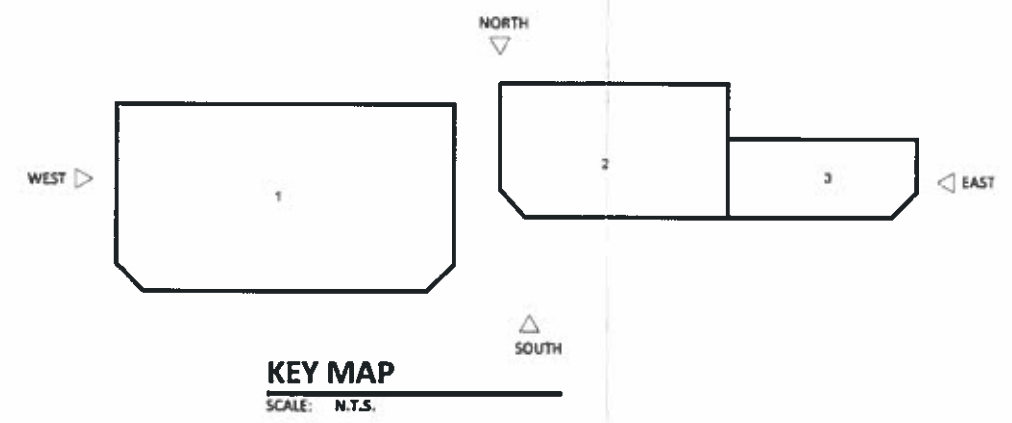 NORTH
WEST
1
2
3
EAST
SOUTH
KEY MAP
SCALE: N.T.S.